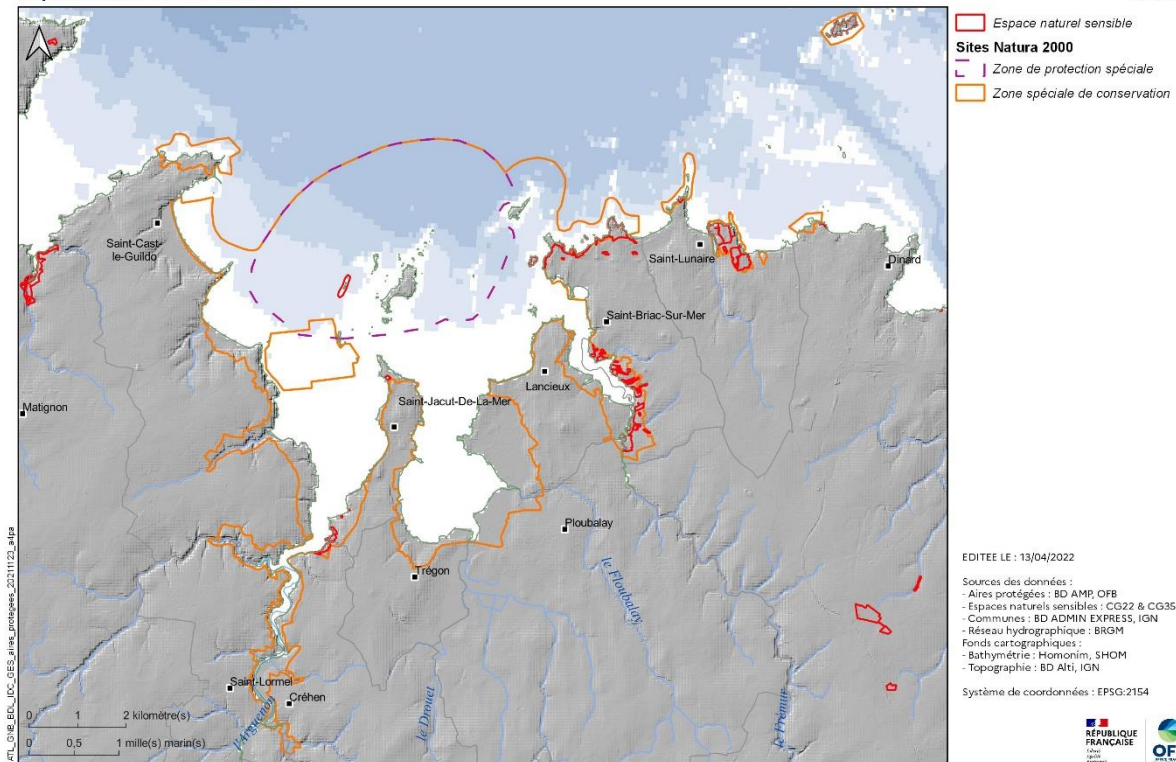 Espace naturel sensible
Sites Natura 2000
Zone de protection spéciale
Zone spéciale de conservation
Saint-Cast-
le-Guildo
Saint-Lunaire
Dinard
Saint-Briac-Sur-Mer
Lancieux
Matignon
Saint-Jacut-De-La-Mer
Ploubalay
Trégon
le Floubalay
Saint-Lormel
Créhen
l'Arguenon
le Drouet
le Frémur
0 1 2 kilomètre(s)
0 0,5 1 mille(s) marin(s)
ATL_GNB_EDL_IDC_GES_aires_protegees_20211123_a4pa
EDITEE LE : 13/04/2022
Sources des données :
- Aires protégées : BD AMP, OFB
- Espaces naturels sensibles : CG22 & CG35
- Communes : BD ADMIN EXPRESS, IGN
- Réseau hydrographique : BRGM
Fonds cartographiques :
- Bathymétrie : Homonim, SHOM
- Topographie : BD Alti, IGN
Système de coordonnées : EPSG:2154
RÉPUBLIQUE
FRANÇAISE